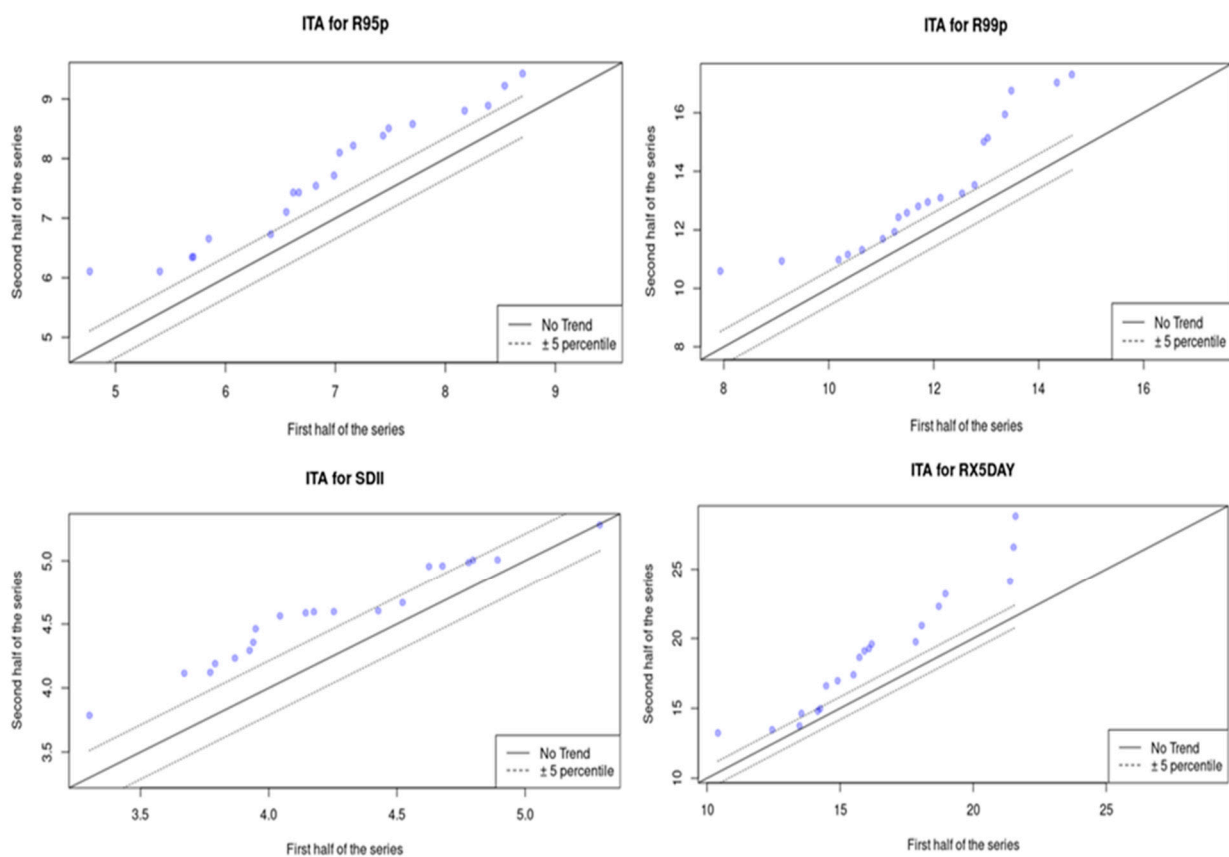 ITA for R95p
Second half of the series
9
8
7
6
5
No Trend
± 5 percentile
5 6 7 8 9
First half of the series
ITA for R99p
Second half of the series
16
14
12
10
8
No Trend
± 5 percentile
8 10 12 14 16
First half of the series
ITA for SDII
Second half of the series
5.0
4.5
4.0
3.5
No Trend
± 5 percentile
3.5 4.0 4.5 5.0
First half of the series
ITA for RX5DAY
Second half of the series
25
20
15
10
No Trend
± 5 percentile
10 15 20 25
First half of the series